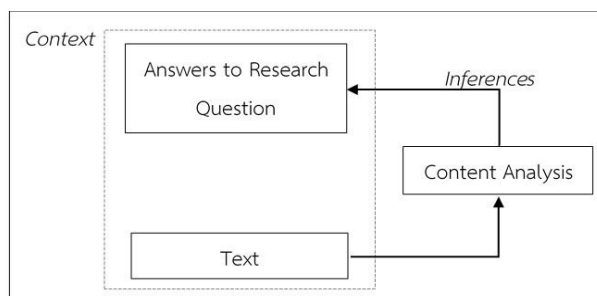 Context
Answers to Research
Question
Inferences
Content Analysis
Text